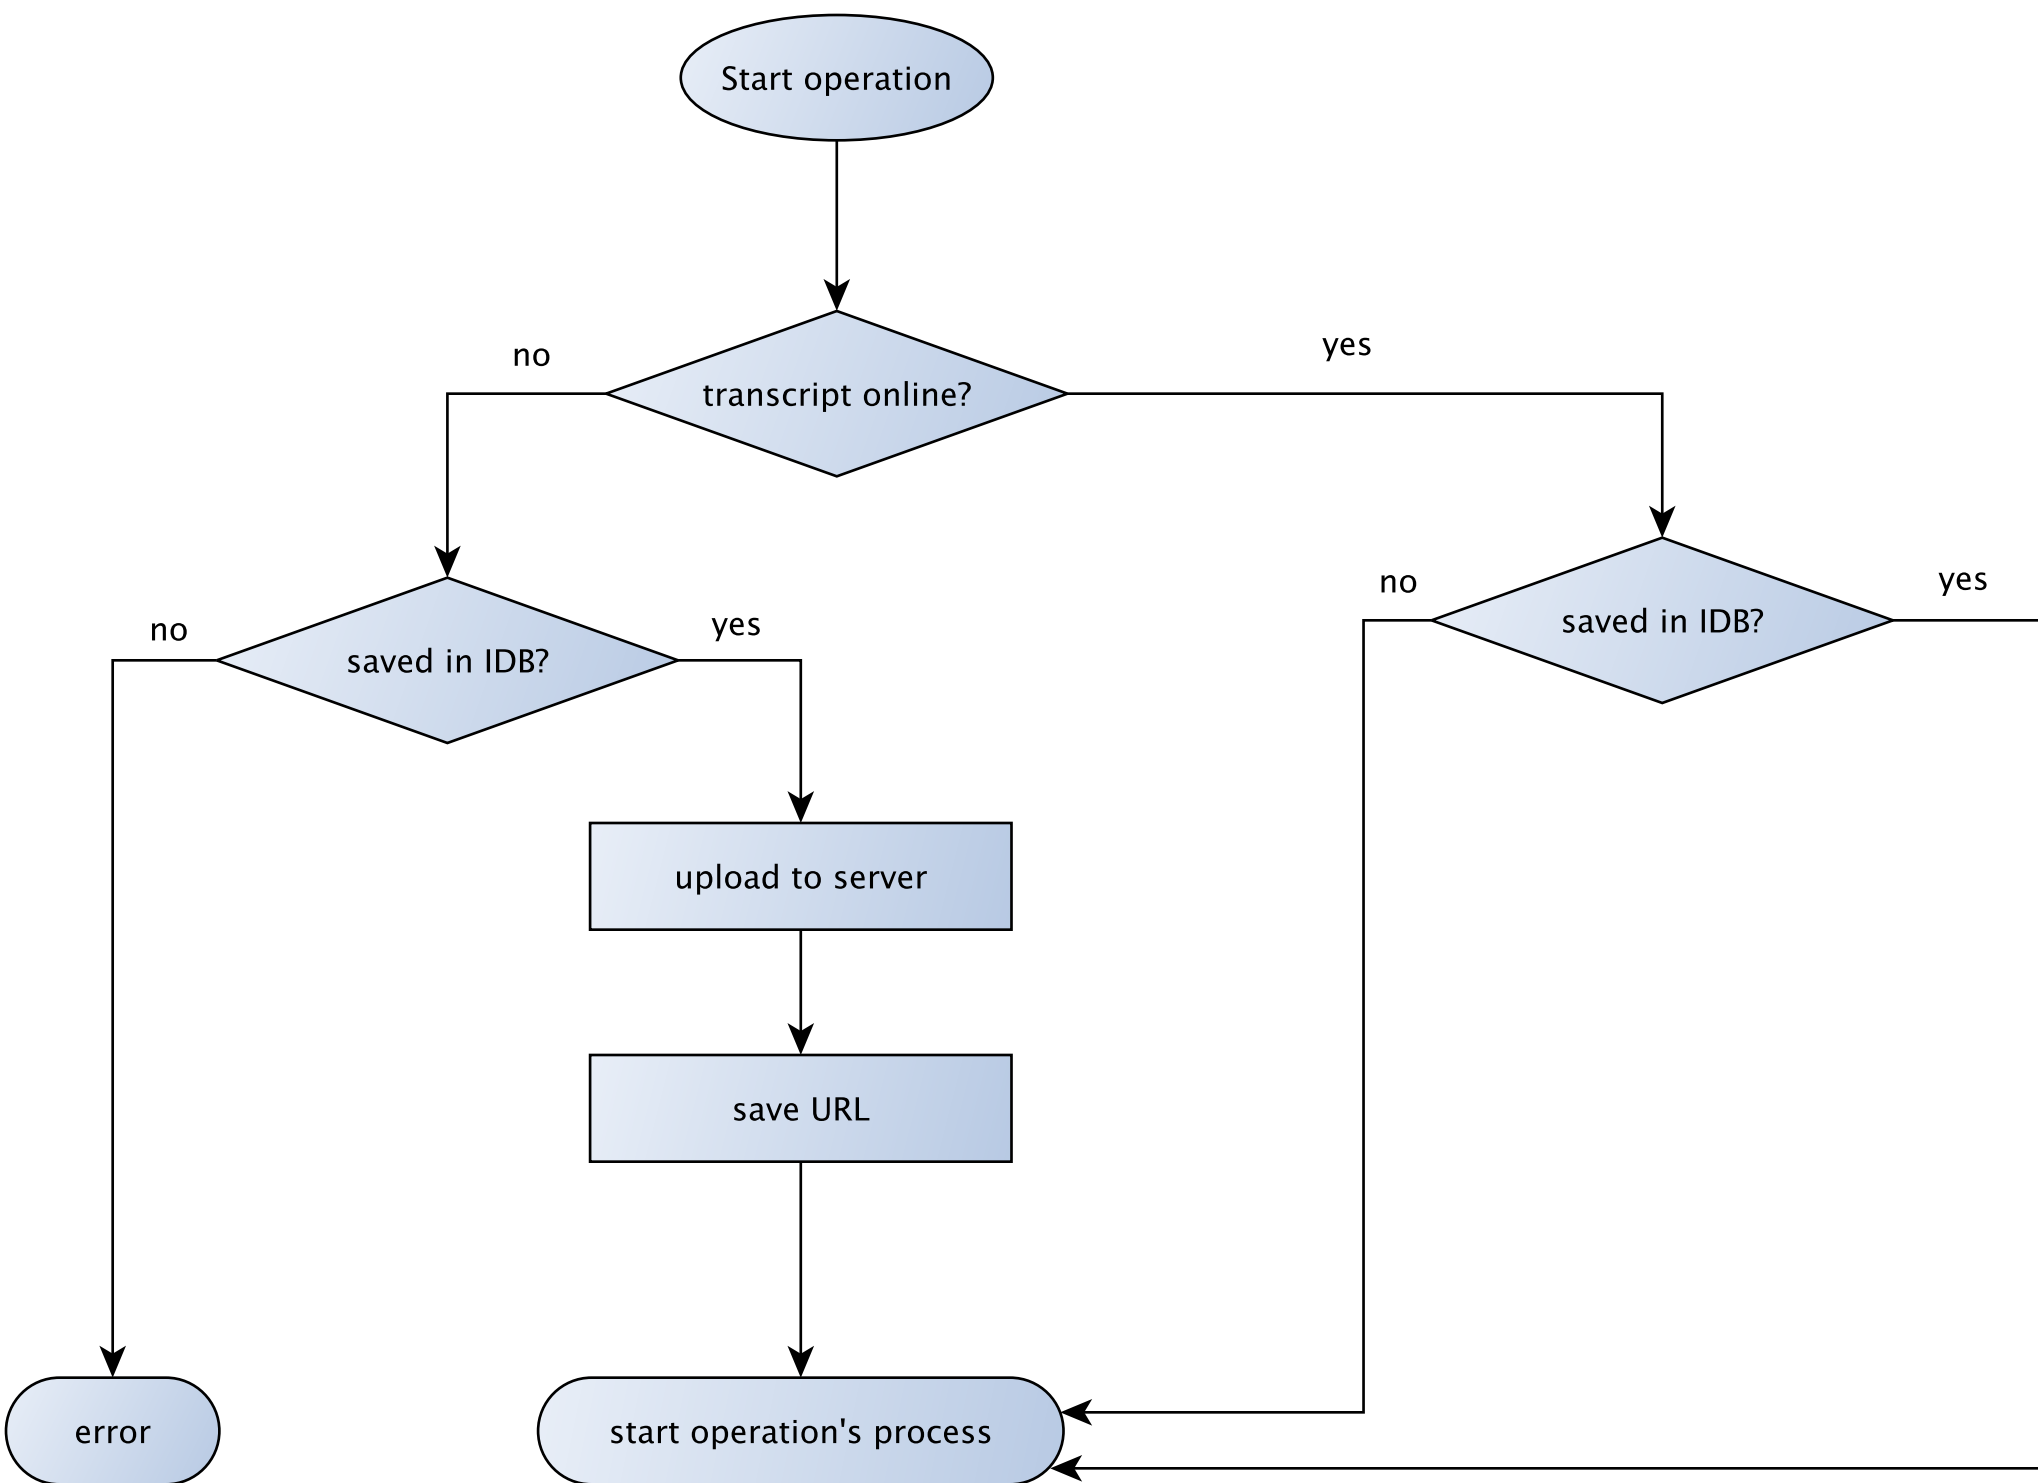 Start operation
no
yes
transcript online?
no
yes
no
yes
saved in IDB?
saved in IDB?
upload to server
save URL
error
start operation's process